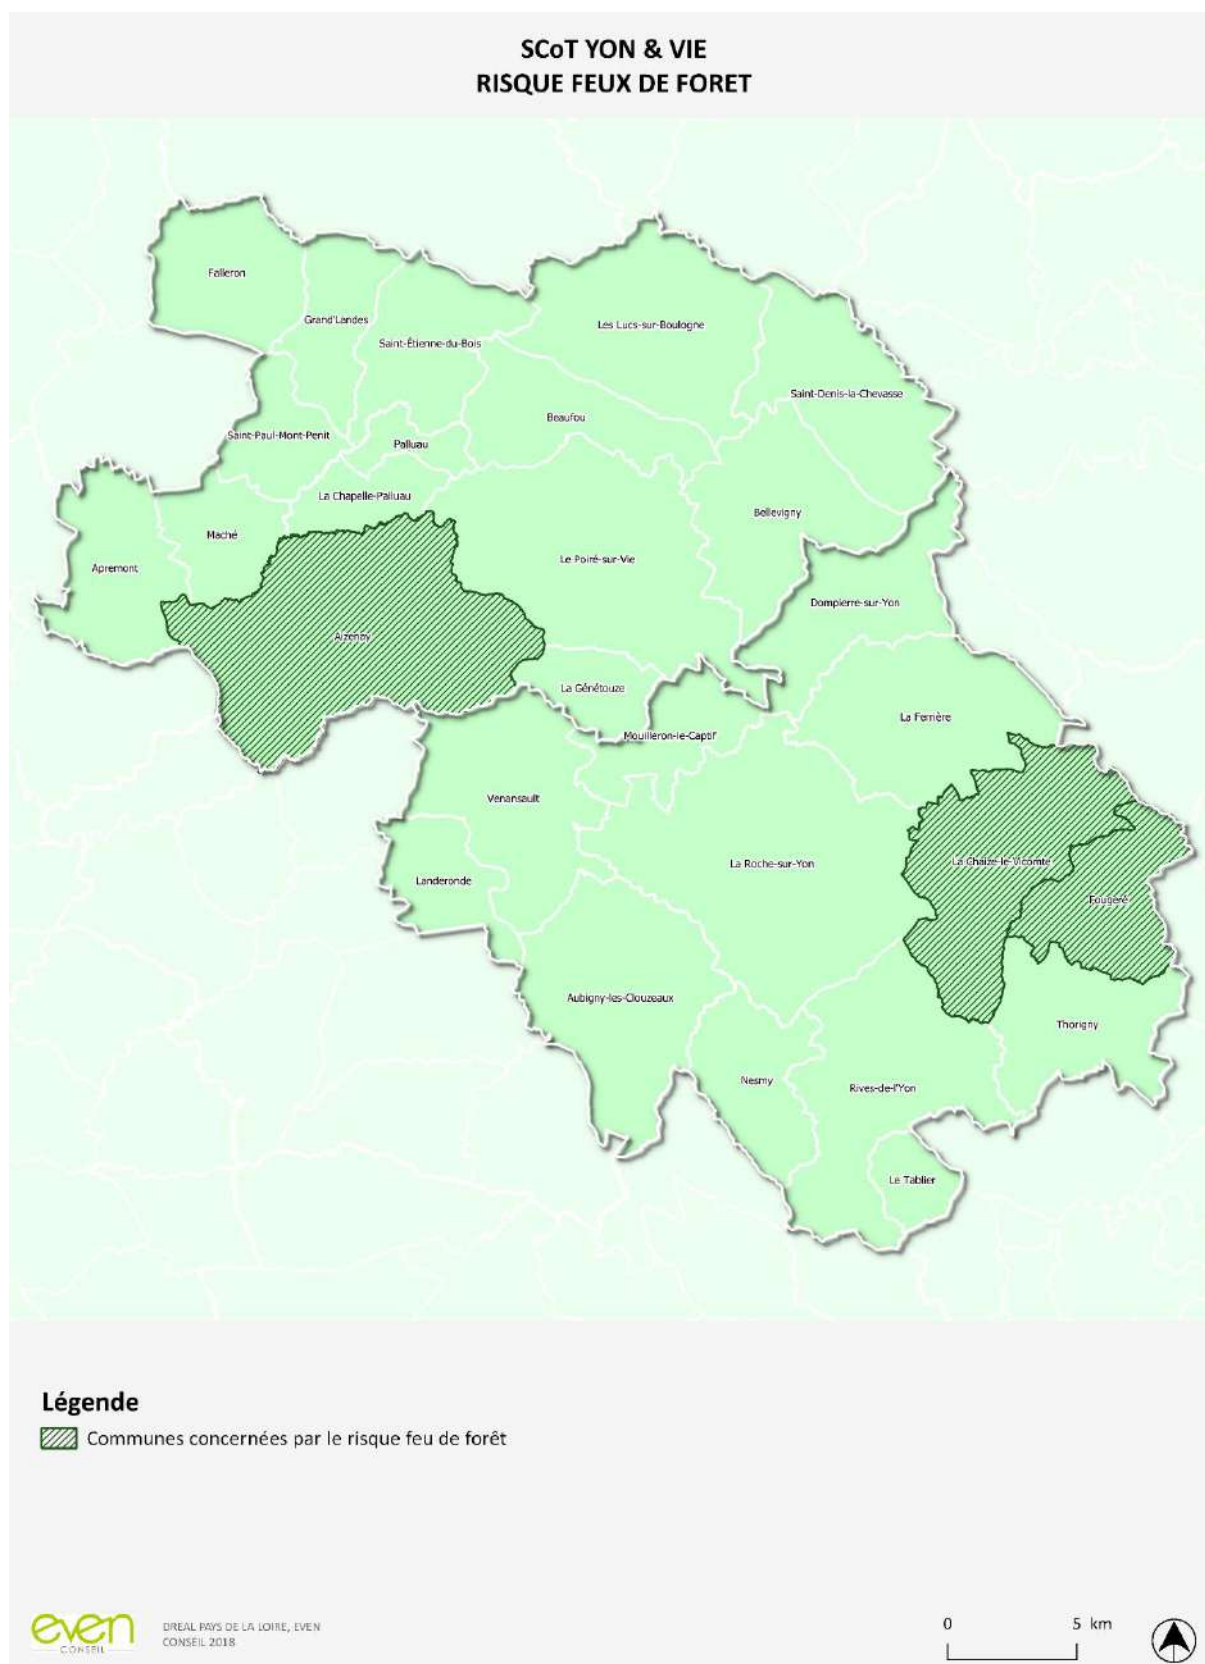 SCoT YON & VIE
RISQUE FEUX DE FORET
Falleron
Grand'Landes
Saint-Étienne-du-Bois
Les Lucs-sur-Boulogne
Saint-Denis-la-Chevasse
Beaufou
Saint-Paul-Mont-Penit
Palluau
La Chapelle-Palluau
Bellevigny
Maché
Le Poiré-sur-Vie
Apremont
Dompierre-sur-Yon
Aizenay
La Génétouze
La Ferrière
Mouilleron-le-Captif
Venansault
La Roche-sur-Yon
La Chaize-le-Vicomte
Landeronde
Fougeré
Aubigny-les-Clouzeaux
Thorigny
Nesmy
Rives-de-l'Yon
Le Tablier
Légende
Communes concernées par le risque feu de forêt
even
CONSEIL
DREAL PAYS DE LA LOIRE, EVEN
CONSEIL 2018
0 5 km